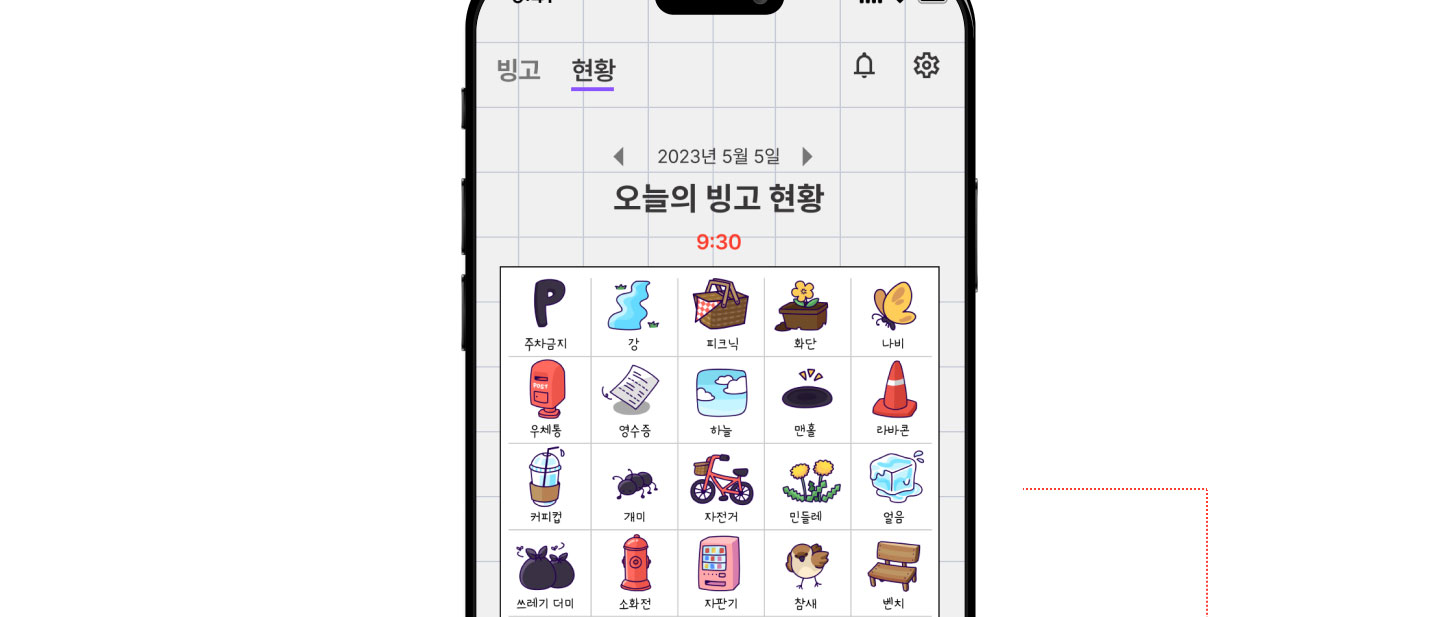 빙고 현황
2023년 5월 5일
오늘의 빙고 현황
9:30
P
주차금지 강 피크닉 화단 나비
POST
우체통 영수증 하늘 맨홀 라바콘
커피컵 개미 자전거 민들레 얼음
쓰레기 더미 소화전 자판기 참새 벤치